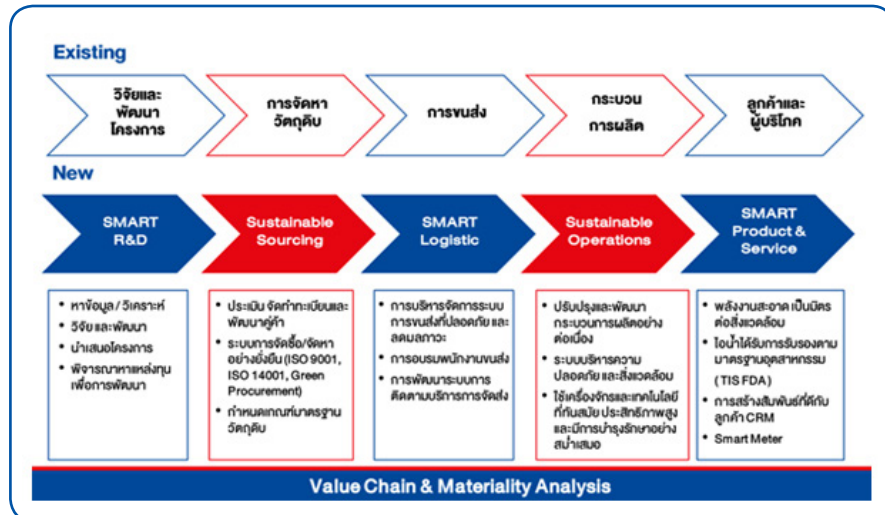 Existing
วิจัยและ
พัฒนา
โครงการ
การจัดหา
วัตถุดิบ
การขนส่ง
กระบวน
การผลิต
ลูกค้าและ
ผู้บริโภค
New
SMART
R&D
Sustainable
Sourcing
SMART
Logistic
Sustainable
Operations
SMART
Product &
Service
• หาข้อมูล / วิเคราะห์
• วิจัย และพัฒนา
• นำเสนอโครงการ
• พิจารณาหาแหล่งทุน
เพื่อการพัฒนา
• ประเมิน จัดทำทะเบียนและ
พัฒนาคู่ค้า
• ระบบการจัดซื้อ/จัดหา
อย่างยั่งยืน (ISO 9001,
ISO 14001, Green
Procurement)
• กำหนดเกณฑ์มาตรฐาน
วัตถุดิบ
• การบริหารจัดการระบบ
การขนส่งที่ปลอดภัย และ
ลดมลภาวะ
• การอบรมพนักงานขนส่ง
• การพัฒนาระบบการ
ติดตามบริการการจัดส่ง
• ปรับปรุงและพัฒนา
กระบวนการผลิตอย่าง
ต่อเนื่อง
• ระบบบริหารความ
ปลอดภัย และสิ่งแวดล้อม
• ใช้เครื่องจักรและเทคโนโลยี
ที่ทันสมัย ประสิทธิภาพสูง
และมีการบำรุงรักษาอย่าง
สม่ำเสมอ
• พลังงานสะอาด เป็นมิตร
ต่อสิ่งแวดล้อม
• ไอน้ำได้รับการรับรองตาม
มาตรฐานอุตสาหกรรม
(TIS FDA)
• การสร้างสัมพันธ์ที่ดีกับ
ลูกค้า CRM
• Smart Meter
Value Chain & Materiality Analysis